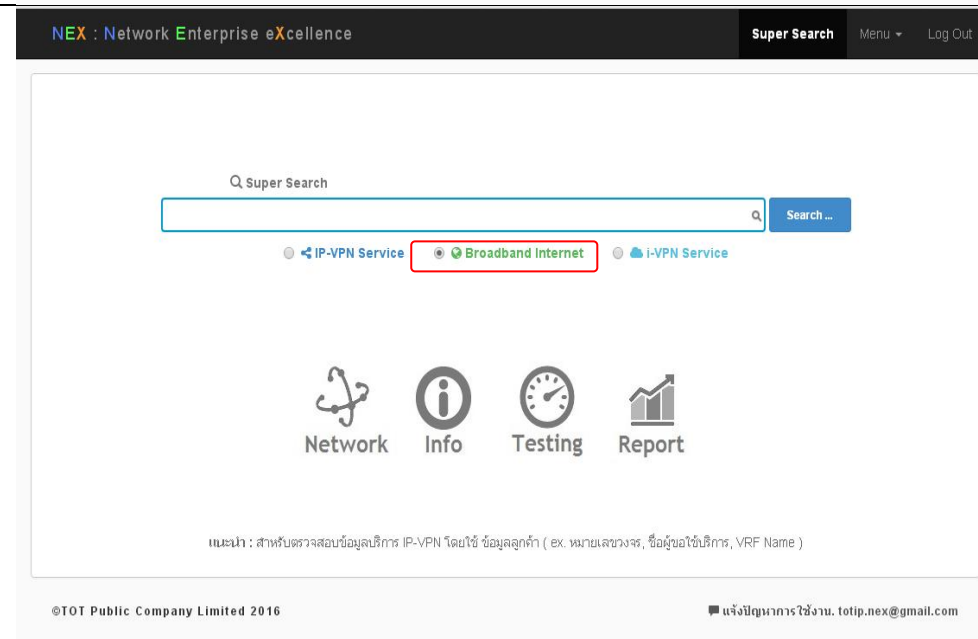 NEX : Network Enterprise eXcellence Super Search Menu Log Out
Super Search
Search ...
IP-VPN Service Broadband Internet i-VPN Service
Network Info Testing Report
แนะนำ : สำหรับตรวจสอบข้อมูลบริการ IP-VPN โดยใช้ ข้อมูลลูกค้า ( ex. หมายเลขวงจร, ชื่อผู้ขอใช้บริการ, VRF Name )
©TOT Public Company Limited 2016 แจ้งปัญหาการใช้งาน. totip.nex@gmail.com